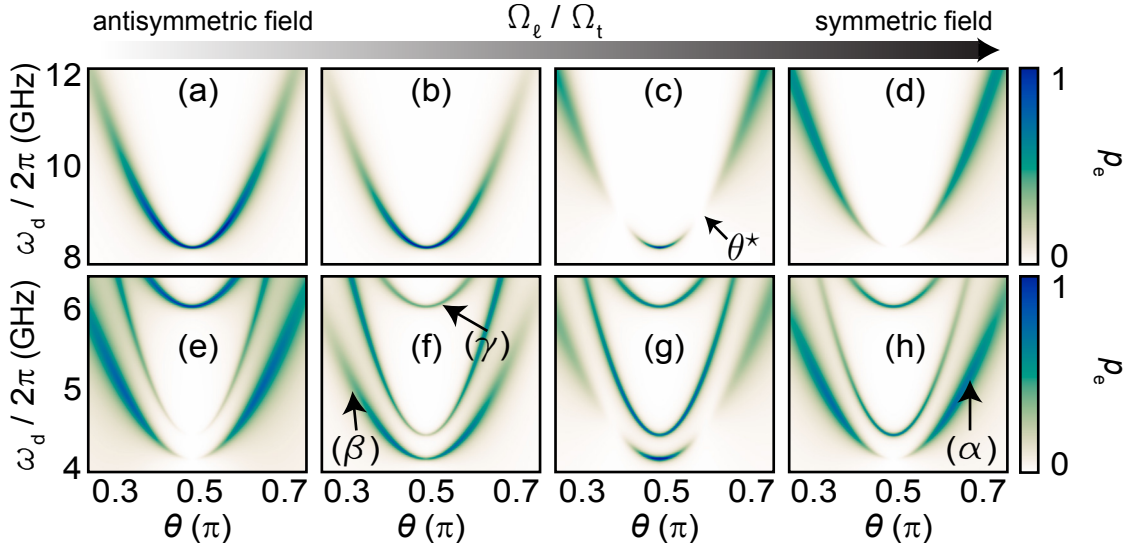 antisymmetric field Ωℓ / Ωt symmetric field
12 (a) (b) (c) (d) 1
10
8 θ* 0
ω_d / 2π (GHz) p_e
6 (e) (f) (g) (h) 1
5 (γ)
4 (β) (α) 0
ω_d / 2π (GHz) p_e
0.3 0.5 0.7 0.3 0.5 0.7 0.3 0.5 0.7 0.3 0.5 0.7
θ (π) θ (π) θ (π) θ (π)